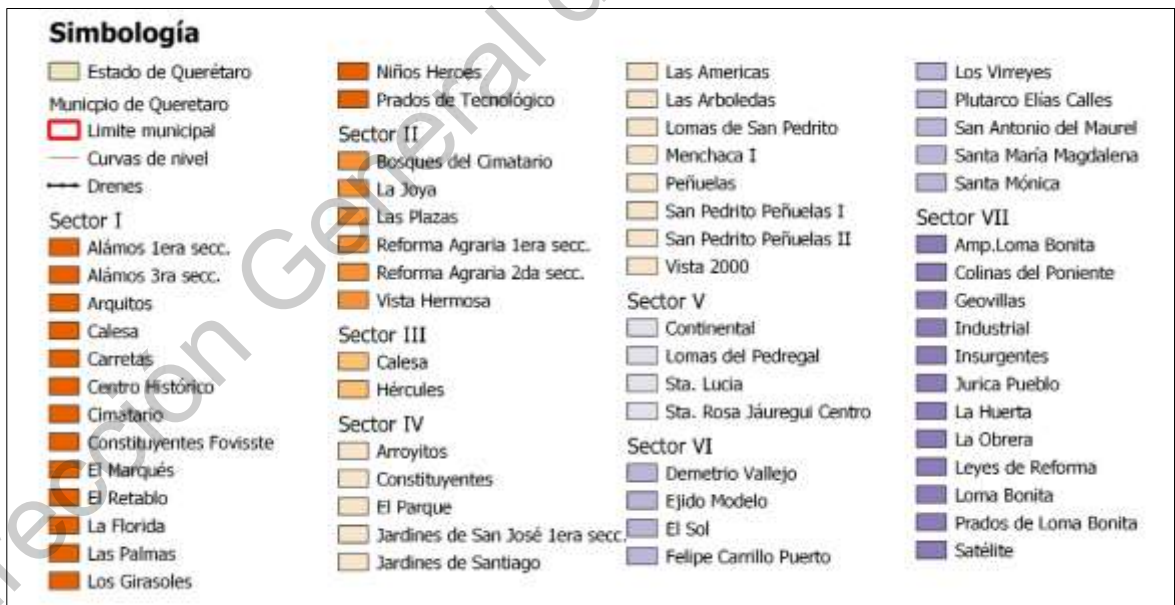 Simbología
Estado de Querétaro
Municpio de Queretaro
Limite municipal
Curvas de nivel
Drenes
Sector I
Alámos 1era secc.
Alámos 3ra secc.
Arquitos
Calesa
Carretas
Centro Histórico
Cimatario
Constituyentes Fovisste
El Marqués
El Retablo
La Florida
Las Palmas
Los Girasoles
Niños Heroes
Prados de Tecnológico
Sector II
Bosques del Cimatario
La Joya
Las Plazas
Reforma Agraria 1era secc.
Reforma Agraria 2da secc.
Vista Hermosa
Sector III
Calesa
Hércules
Sector IV
Arroyitos
Constituyentes
El Parque
Jardines de San José 1era secc.
Jardines de Santiago
Las Americas
Las Arboledas
Lomas de San Pedrito
Menchaca I
Peñuelas
San Pedrito Peñuelas I
San Pedrito Peñuelas II
Vista 2000
Sector V
Continental
Lomas del Pedregal
Sta. Lucia
Sta. Rosa Jáuregui Centro
Sector VI
Demetrio Vallejo
Ejido Modelo
El Sol
Felipe Carrillo Puerto
Los Virreyes
Plutarco Elías Calles
San Antonio del Maurel
Santa María Magdalena
Santa Mónica
Sector VII
Amp.Loma Bonita
Colinas del Poniente
Geovillas
Industrial
Insurgentes
Jurica Pueblo
La Huerta
La Obrera
Leyes de Reforma
Loma Bonita
Prados de Loma Bonita
Satélite
General